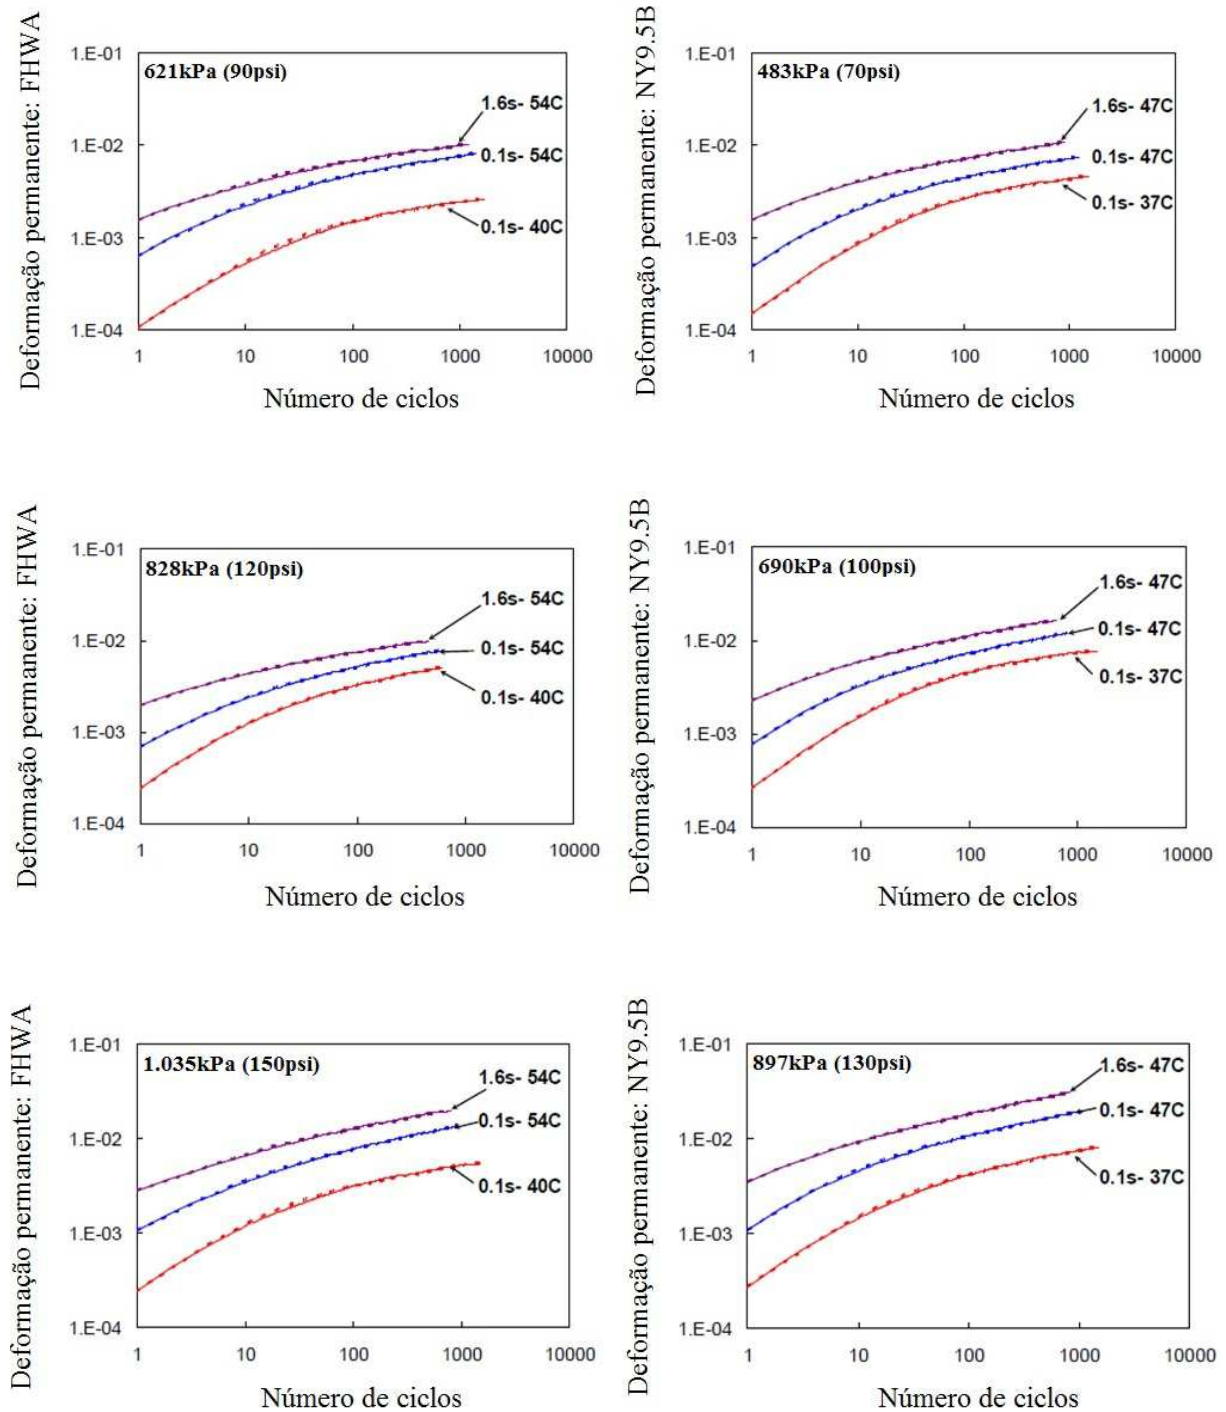 Deformação permanente: FHWA
1.E-01
1.E-02
1.E-03
1.E-04
621kPa (90psi)
1.6s- 54C
0.1s- 54C
0.1s- 40C
1
10
100
1000
10000
Número de ciclos
Deformação permanente: NY9.5B
1.E-01
1.E-02
1.E-03
1.E-04
483kPa (70psi)
1.6s- 47C
0.1s- 47C
0.1s- 37C
1
10
100
1000
10000
Número de ciclos
Deformação permanente: FHWA
1.E-01
1.E-02
1.E-03
1.E-04
828kPa (120psi)
1.6s- 54C
0.1s- 54C
0.1s- 40C
1
10
100
1000
10000
Número de ciclos
Deformação permanente: NY9.5B
1.E-01
1.E-02
1.E-03
1.E-04
690kPa (100psi)
1.6s- 47C
0.1s- 47C
0.1s- 37C
1
10
100
1000
10000
Número de ciclos
Deformação permanente: FHWA
1.E-01
1.E-02
1.E-03
1.E-04
1.035kPa (150psi)
1.6s- 54C
0.1s- 54C
0.1s- 40C
1
10
100
1000
10000
Número de ciclos
Deformação permanente: NY9.5B
1.E-01
1.E-02
1.E-03
1.E-04
897kPa (130psi)
1.6s- 47C
0.1s- 47C
0.1s- 37C
1
10
100
1000
10000
Número de ciclos